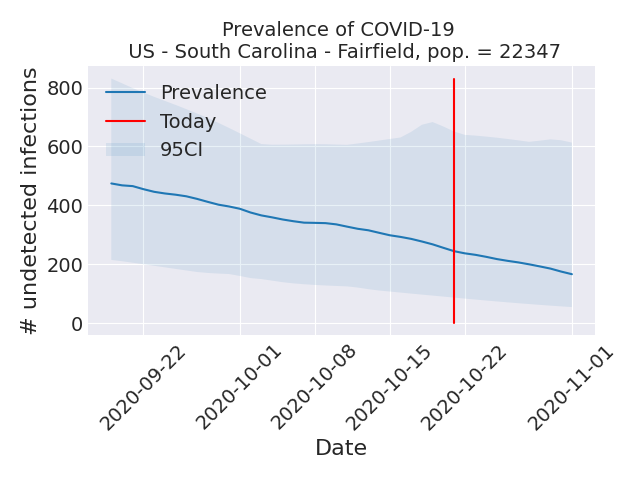 Prevalence of COVID-19
US - South Carolina - Fairfield, pop. = 22347
# undetected infections
800
600
400
200
0
Prevalence
Today
95CI
2020-09-22
2020-10-01
2020-10-08
2020-10-15
2020-10-22
2020-11-01
Date